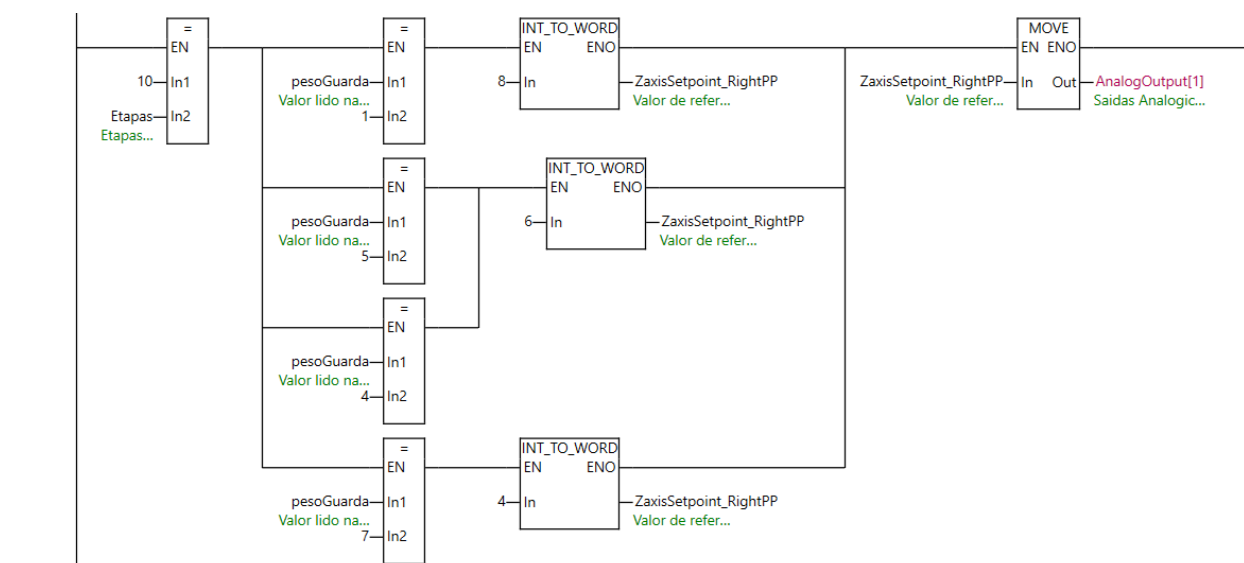 =
EN
10 In1
Etapas In2
Etapas...
=
EN
pesoGuarda In1
Valor lido na...
1 In2
INT_TO_WORD
EN ENO
8 In ZaxisSetpoint_RightPP
Valor de refer...
MOVE
EN ENO
ZaxisSetpoint_RightPP In Out AnalogOutput[1]
Valor de refer... Saidas Analogic...
=
EN
pesoGuarda In1
Valor lido na...
5 In2
INT_TO_WORD
EN ENO
6 In ZaxisSetpoint_RightPP
Valor de refer...
=
EN
pesoGuarda In1
Valor lido na...
4 In2
=
EN
pesoGuarda In1
Valor lido na...
7 In2
INT_TO_WORD
EN ENO
4 In ZaxisSetpoint_RightPP
Valor de refer...